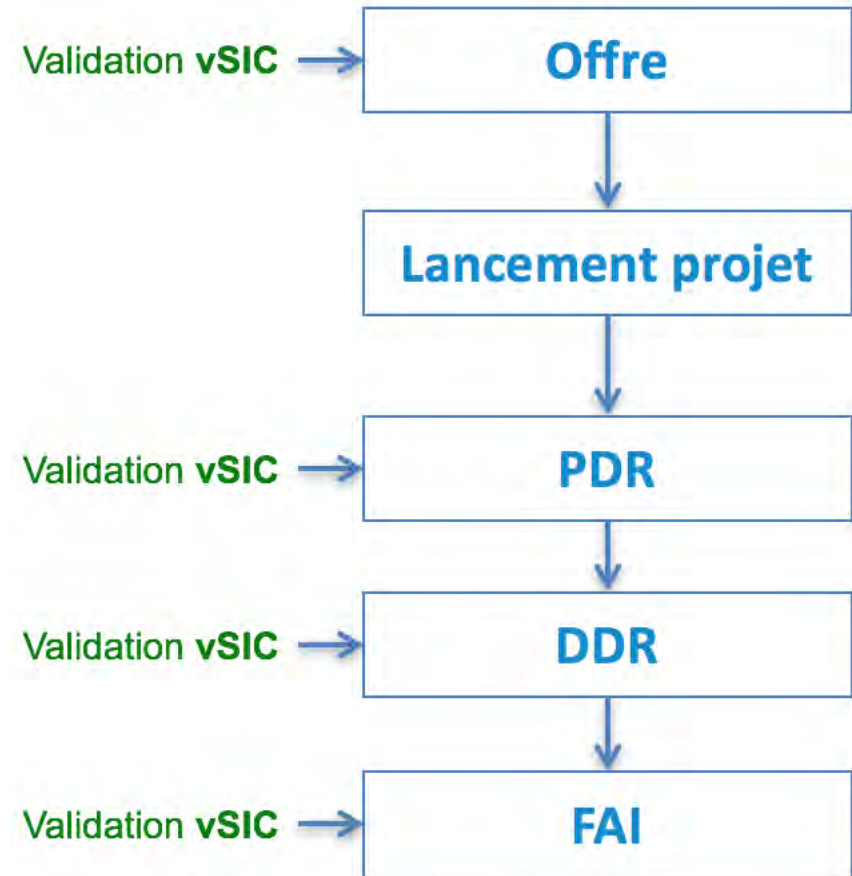 Validation vSIC
Offre
Lancement projet
Validation vSIC
PDR
Validation vSIC
DDR
Validation vSIC
FAI